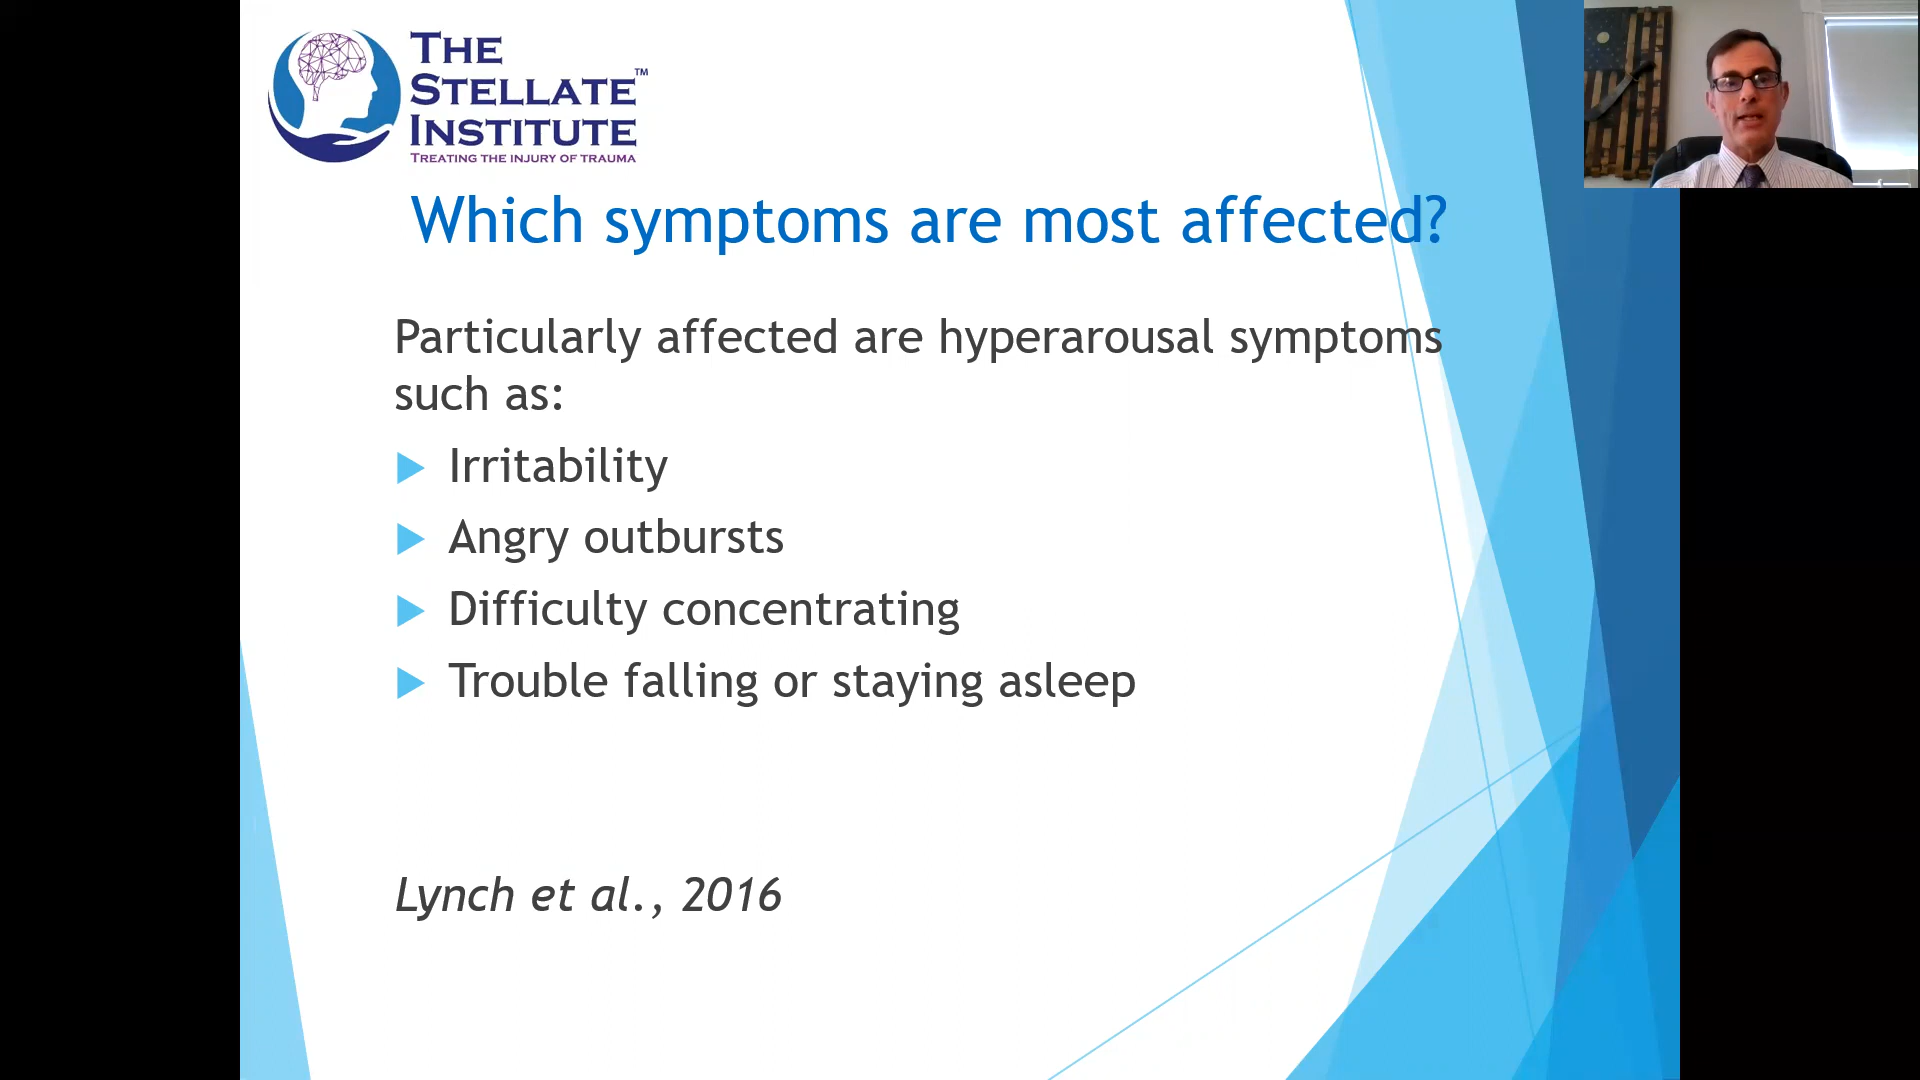 THE
STELLATE™
INSTITUTE
TREATING THE INJURY OF TRAUMA
Which symptoms are most affected?
Particularly affected are hyperarousal symptoms
such as:
Irritability
Angry outbursts
Difficulty concentrating
Trouble falling or staying asleep
Lynch et al., 2016